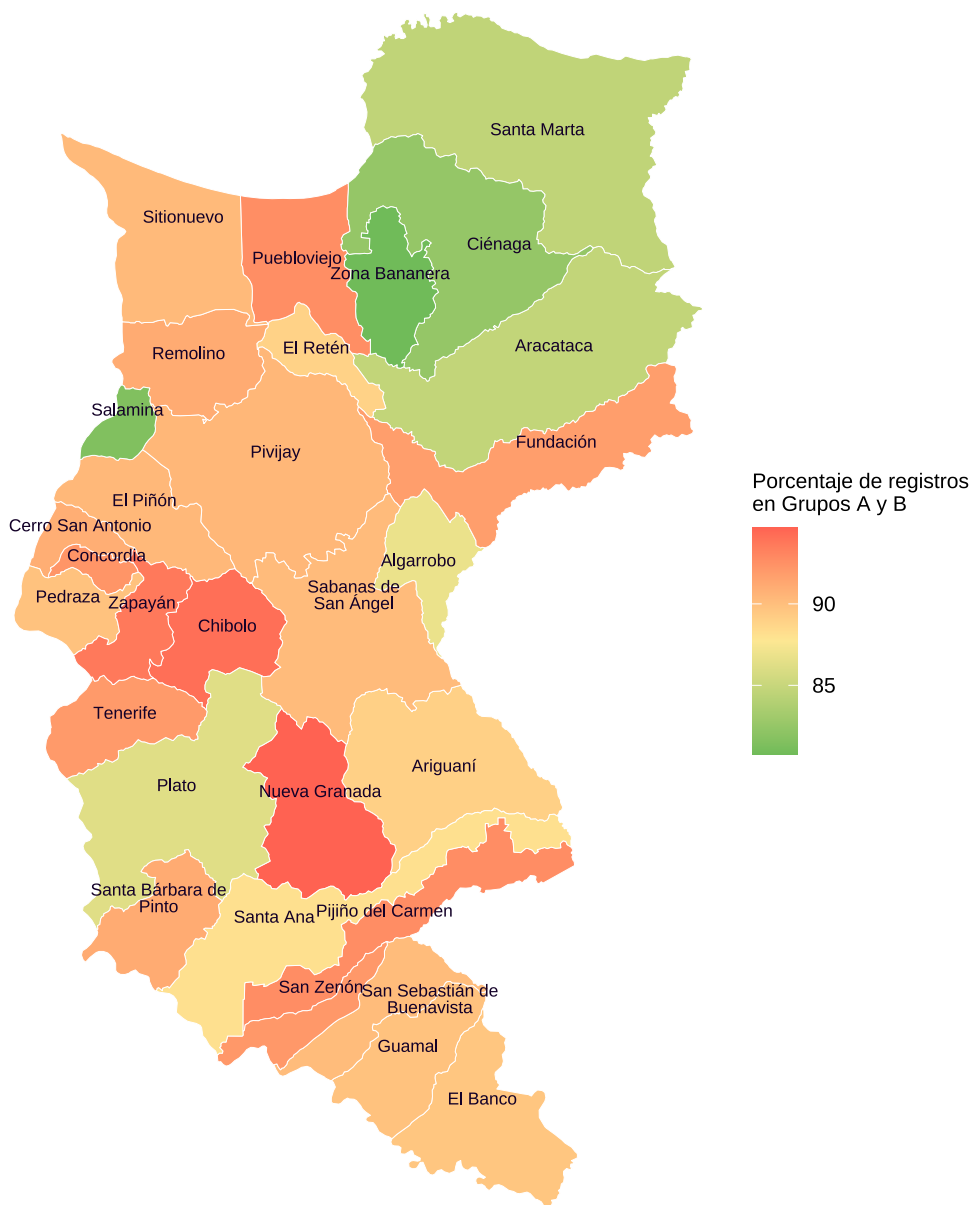 Santa Marta
Sitionuevo
Ciénaga
Puebloviejo
Zona Bananera
El Retén
Aracataca
Remolino
Salamina
Fundación
Pivijay
Porcentaje de registros
en Grupos A y B
El Piñón
Cerro San Antonio
Concordia
Algarrobo
Sabanas de
San Ángel
Pedraza
Zapayán
90
Chibolo
85
Tenerife
Ariguaní
Plato
Nueva Granada
Santa Bárbara de
Pinto
Santa Ana
Pijiño del Carmen
San Zenón
San Sebastián de
Buenavista
Guamal
El Banco